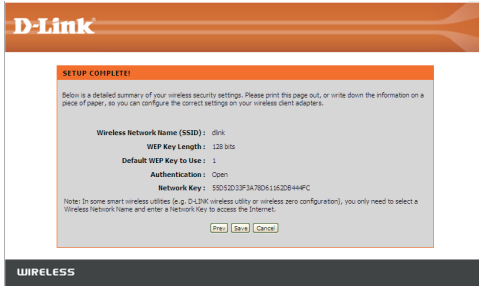 D-Link
SETUP COMPLETE!
Below is a detailed summary of your wireless security settings. Please print this page out, or write down the information on a
piece of paper, so you can configure the correct settings on your wireless client adapters.
Wireless Network Name (SSID) : dlink
WEP Key Length : 128 bits
Default WEP Key to Use : 1
Authentication : Open
Network Key : 55D52D33F3A78D61162DB444FC
Note: In some smart wireless utilities (e.g. D-LINK wireless utility or wireless zero configuration), you only need to select a
Wireless Network Name and enter a Network Key to access the Internet.
Prev Save Cancel
WIRELESS